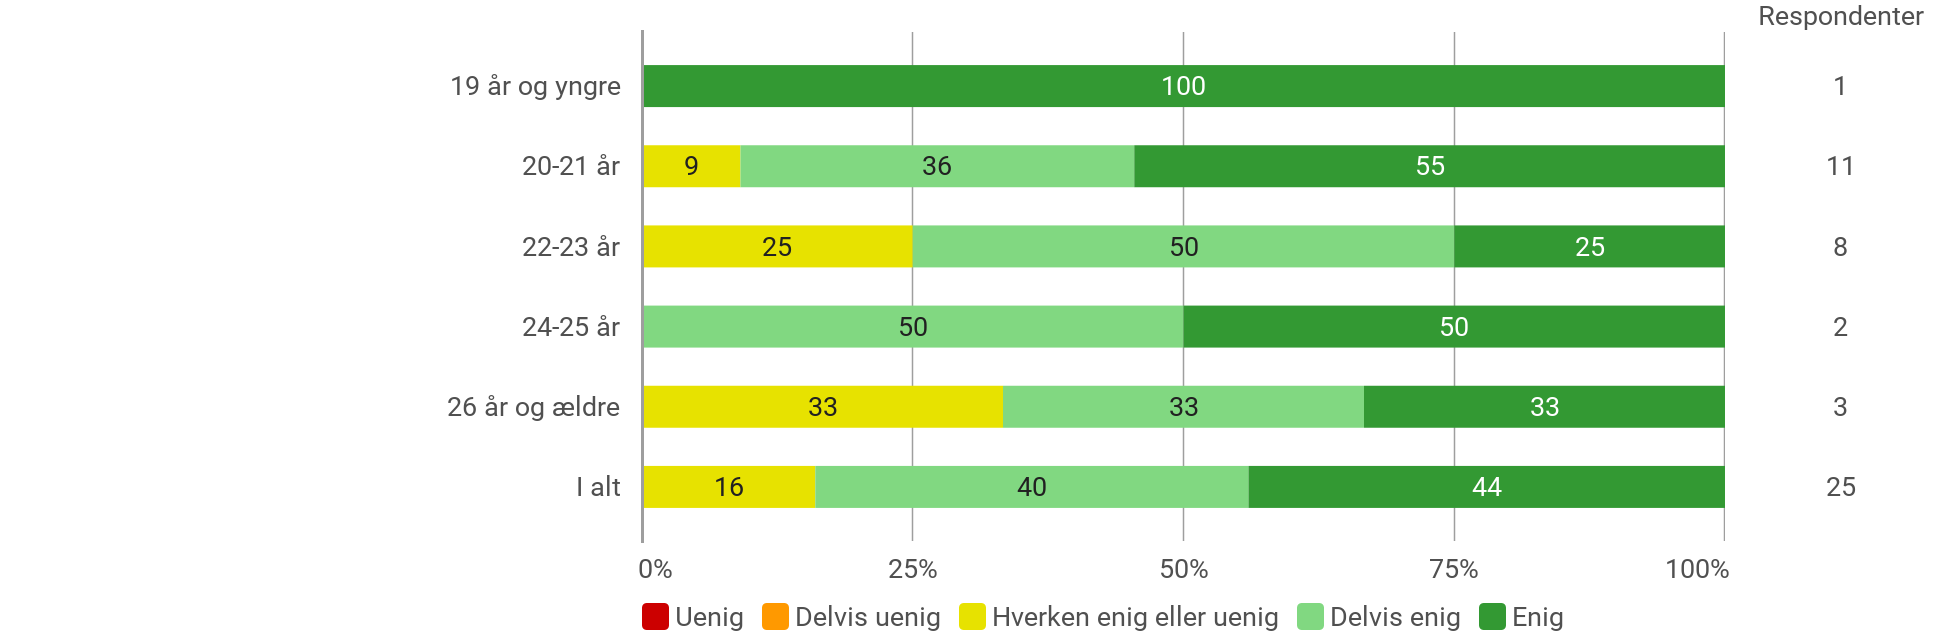 Respondenter
19 år og yngre 100 1
20-21 år 9 36 55 11
22-23 år 25 50 25 8
24-25 år 50 50 2
26 år og ældre 33 33 33 3
I alt 16 40 44 25
0% 25% 50% 75% 100%
Uenig Delvis uenig Hverken enig eller uenig Delvis enig Enig